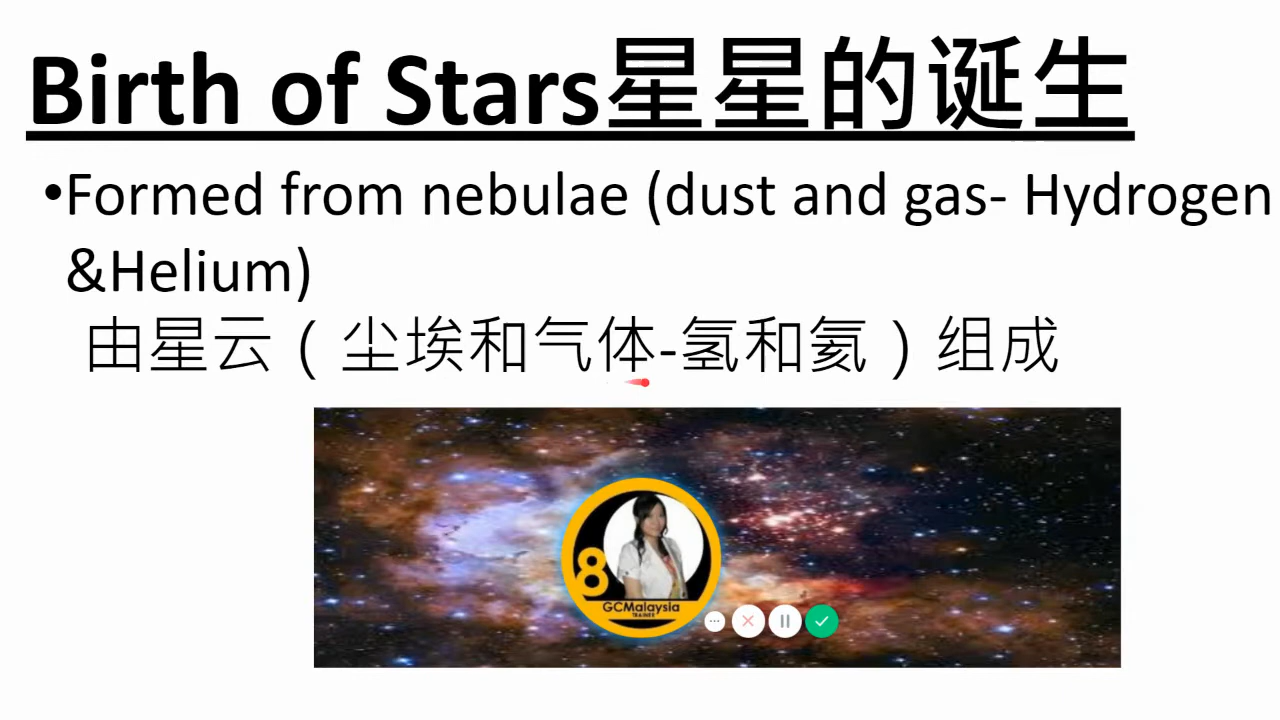 Birth of Stars星星的诞生
•Formed from nebulae (dust and gas- Hydrogen
&Helium)
由星云（尘埃和气体-氢和氦）组成
8
GCMalaysia
TRAINER